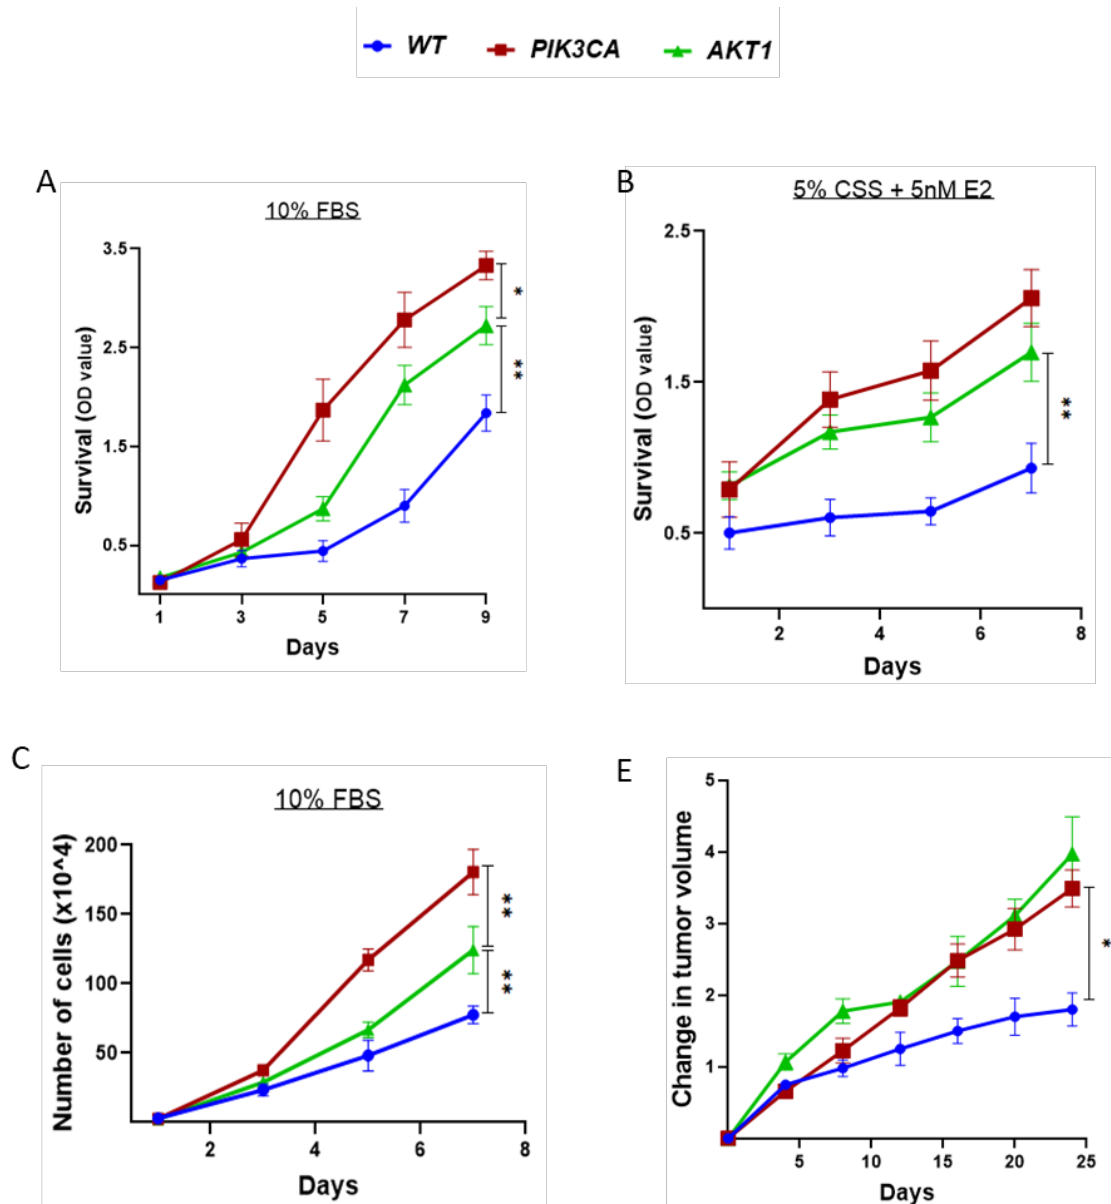 WT PIK3CA AKT1
A
10% FBS
Survival (OD value)
3.5
2.5
1.5
0.5
*
**
1 3 5 7 9
Days
B
5% CSS + 5nM E2
Survival (OD value)
2.5
1.5
0.5
**
2 4 6 8
Days
C
10% FBS
Number of cells (x10^4)
200
150
100
50
**
**
2 4 6 8
Days
E
Change in tumor volume
5
4
3
2
1
*
5 10 15 20 25
Days